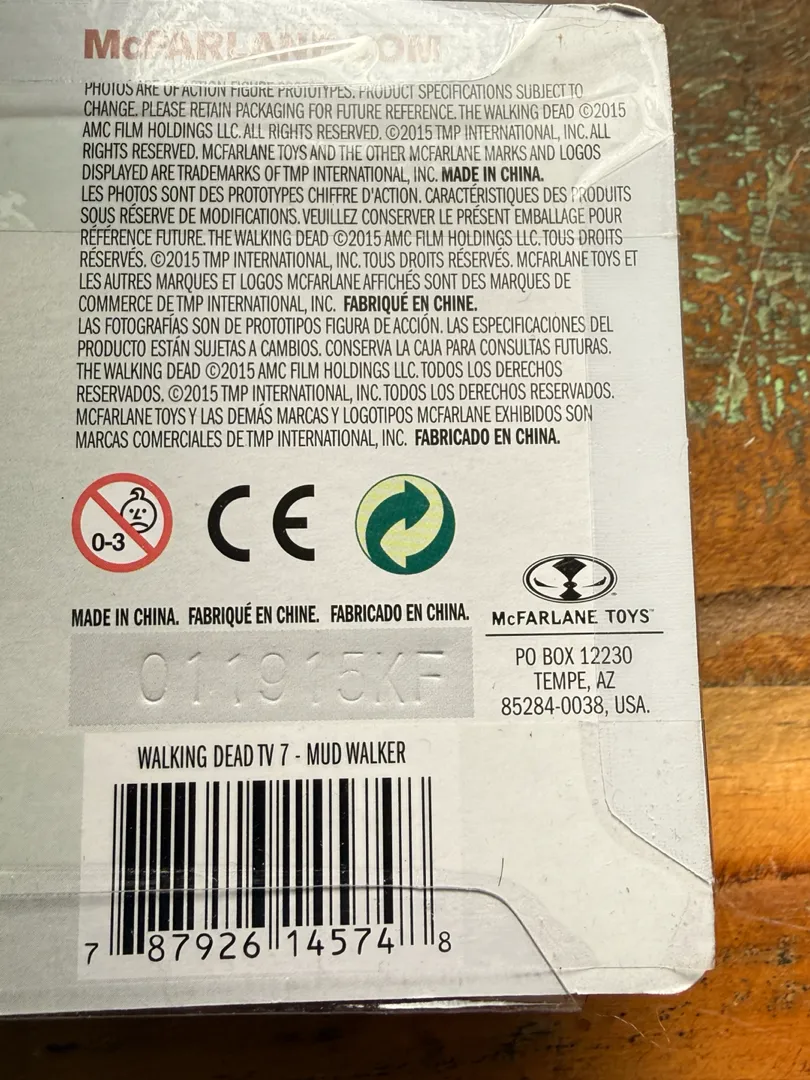 McFARLANE.COM
PHOTOS ARE OF ACTION FIGURE PROTOTYPES. PRODUCT SPECIFICATIONS SUBJECT TO
CHANGE. PLEASE RETAIN PACKAGING FOR FUTURE REFERENCE. THE WALKING DEAD ©2015
AMC FILM HOLDINGS LLC. ALL RIGHTS RESERVED. ©2015 TMP INTERNATIONAL, INC. ALL
RIGHTS RESERVED. MCFARLANE TOYS AND THE OTHER MCFARLANE MARKS AND LOGOS
DISPLAYED ARE TRADEMARKS OF TMP INTERNATIONAL, INC. MADE IN CHINA.
LES PHOTOS SONT DES PROTOTYPES CHIFFRE D'ACTION. CARACTÉRISTIQUES DES PRODUITS
SOUS RÉSERVE DE MODIFICATIONS. VEUILLEZ CONSERVER LE PRÉSENT EMBALLAGE POUR
RÉFÉRENCE FUTURE. THE WALKING DEAD ©2015 AMC FILM HOLDINGS LLC. TOUS DROITS
RÉSERVÉS. ©2015 TMP INTERNATIONAL, INC. TOUS DROITS RÉSERVÉS. MCFARLANE TOYS ET
LES AUTRES MARQUES ET LOGOS MCFARLANE AFFICHÉS SONT DES MARQUES DE
COMMERCE DE TMP INTERNATIONAL, INC. FABRIQUÉ EN CHINE.
LAS FOTOGRAFÍAS SON DE PROTOTIPOS FIGURA DE ACCIÓN. LAS ESPECIFICACIONES DEL
PRODUCTO ESTÁN SUJETAS A CAMBIOS. CONSERVA LA CAJA PARA CONSULTAS FUTURAS.
THE WALKING DEAD ©2015 AMC FILM HOLDINGS LLC. TODOS LOS DERECHOS
RESERVADOS. ©2015 TMP INTERNATIONAL, INC. TODOS LOS DERECHOS RESERVADOS.
MCFARLANE TOYS Y LAS DEMÁS MARCAS Y LOGOTIPOS MCFARLANE EXHIBIDOS SON
MARCAS COMERCIALES DE TMP INTERNATIONAL, INC. FABRICADO EN CHINA.
0-3
CE
MADE IN CHINA. FABRIQUÉ EN CHINE. FABRICADO EN CHINA.
011915KF
McFARLANE TOYS™
PO BOX 12230
TEMPE, AZ
85284-0038, USA.
WALKING DEAD TV 7 - MUD WALKER
7 87926 14574 8